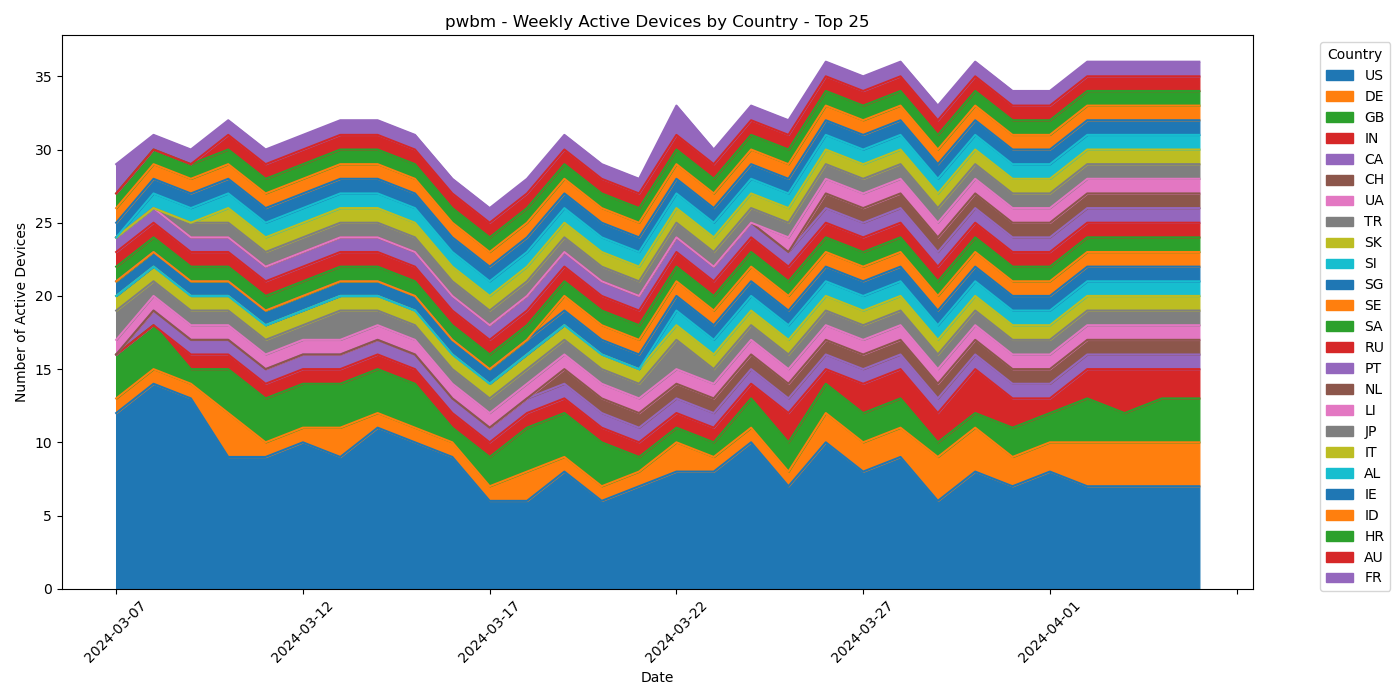 pwbm - Weekly Active Devices by Country - Top 25
Number of Active Devices
35
30
25
20
15
10
5
0
2024-03-07
2024-03-12
2024-03-17
2024-03-22
2024-03-27
2024-04-01
Date
Country
US
DE
GB
IN
CA
CH
UA
TR
SK
SI
SG
SE
SA
RU
PT
NL
LI
JP
IT
AL
IE
ID
HR
AU
FR